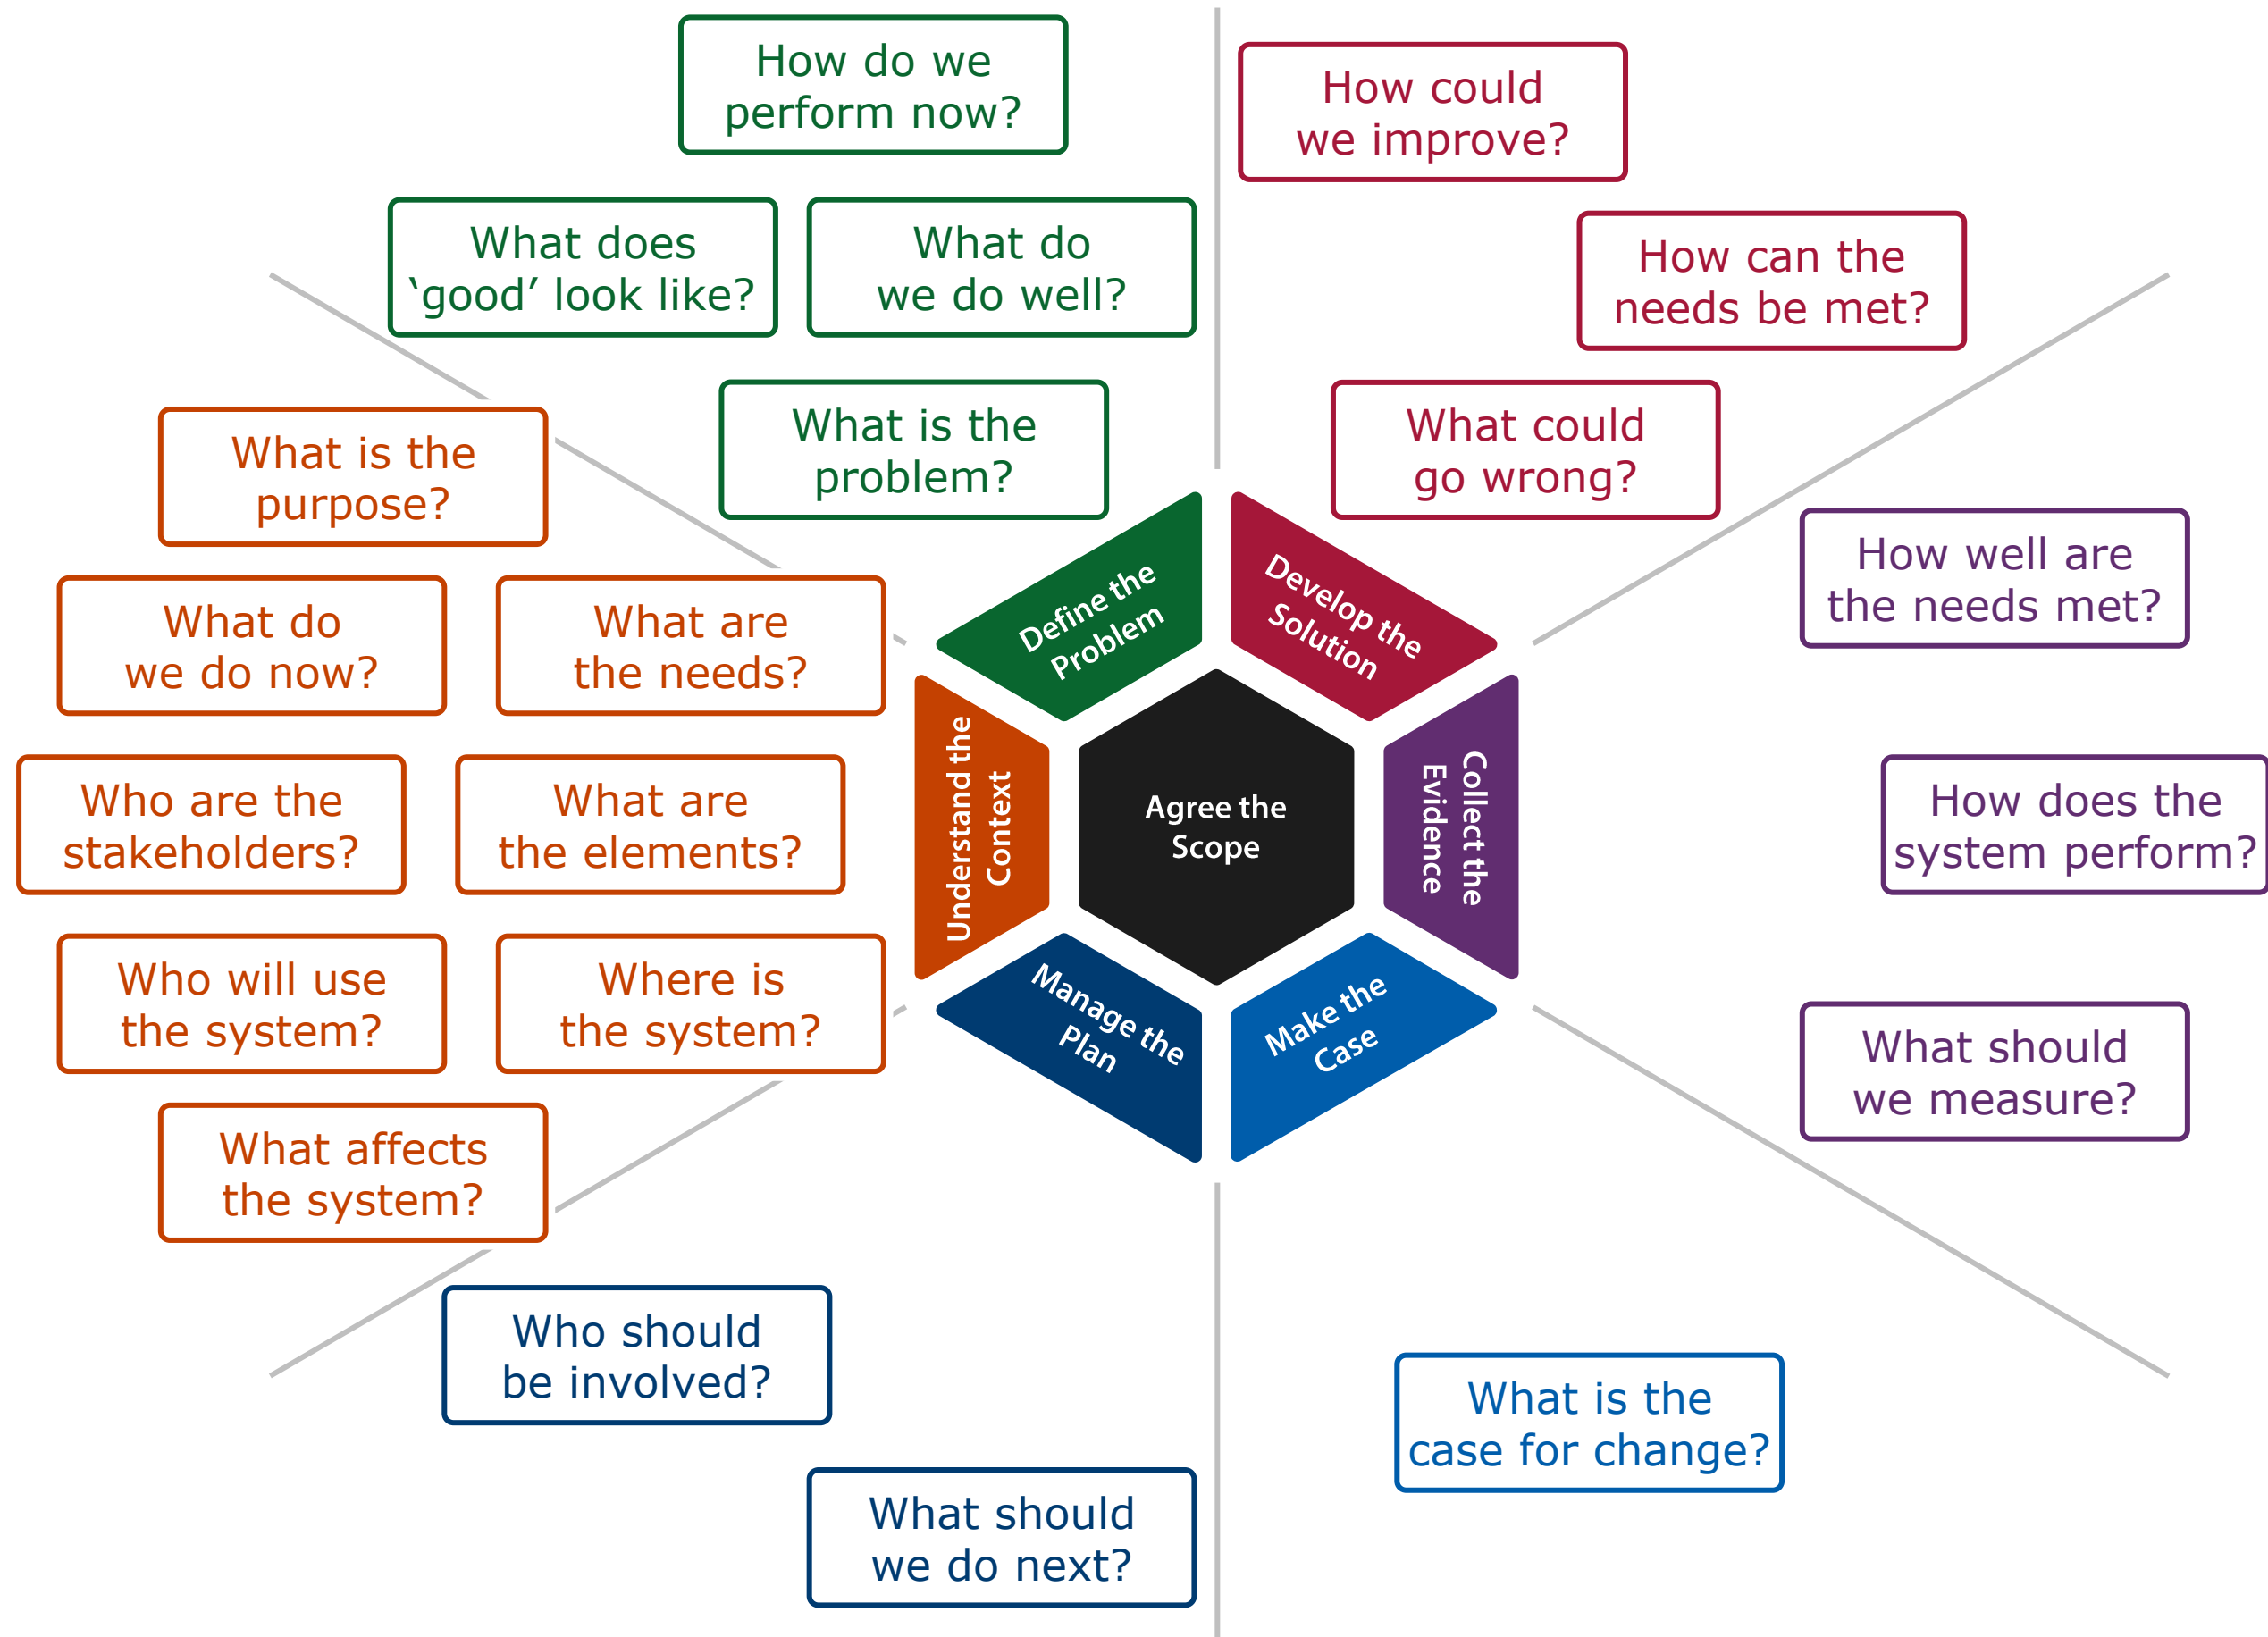 How do we
perform now?
How could
we improve?
What does
‘good’ look like?
What do
we do well?
How can the
needs be met?
What is the
problem?
What could
go wrong?
What is the
purpose?
How well are
the needs met?
What do
we do now?
What are
the needs?
Define the
Problem
Develop the
Solution
Who are the
stakeholders?
What are
the elements?
Understand the
Context
Agree the
Scope
Collect the
Evidence
How does the
system perform?
Who will use
the system?
Where is
the system?
Manage the
Plan
Make the
Case
What should
we measure?
What affects
the system?
Who should
be involved?
What is the
case for change?
What should
we do next?